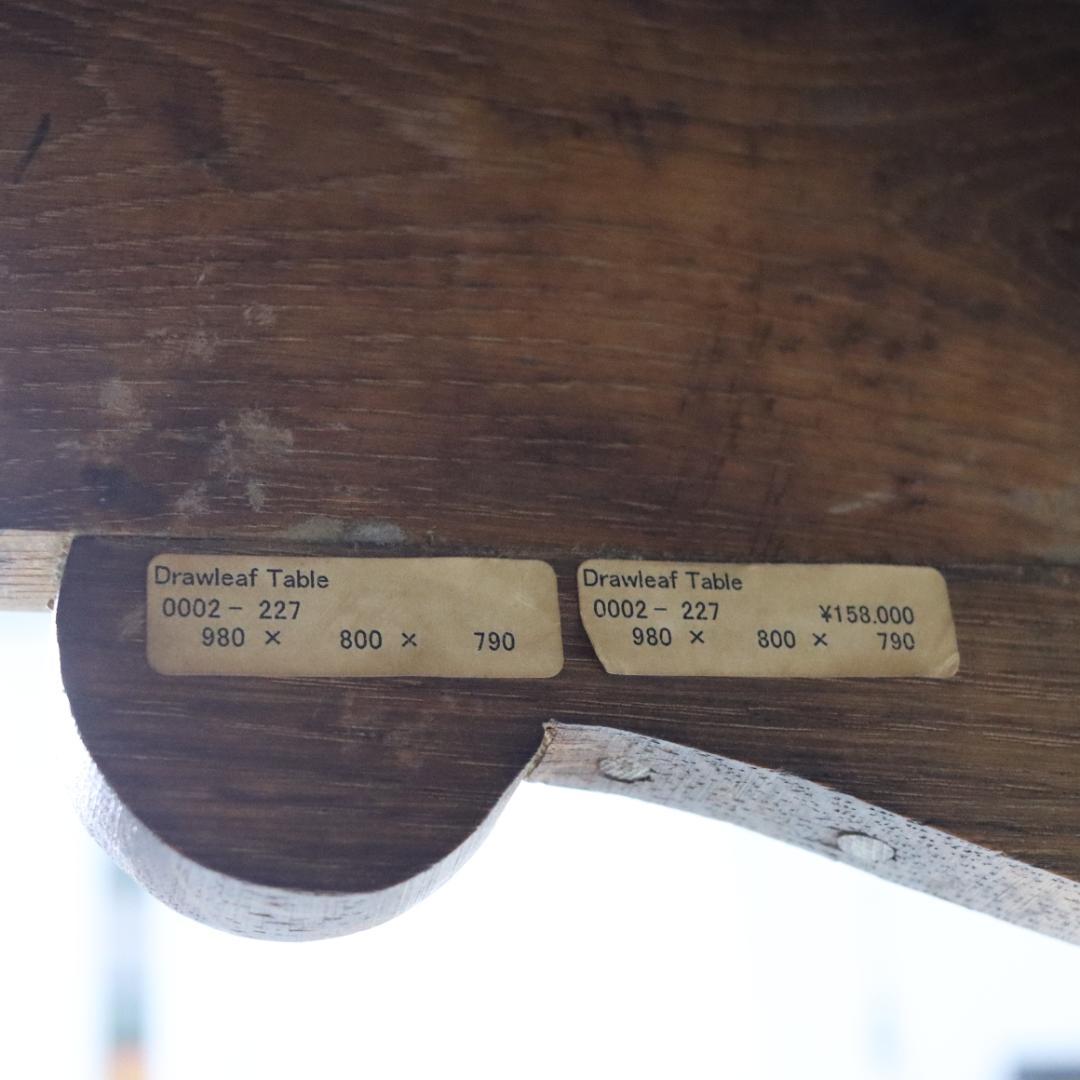 Drawleaf Table
0002 - 227
980 × 800 × 790
Drawleaf Table
0002 - 227 ¥158.000
980 × 800 × 790